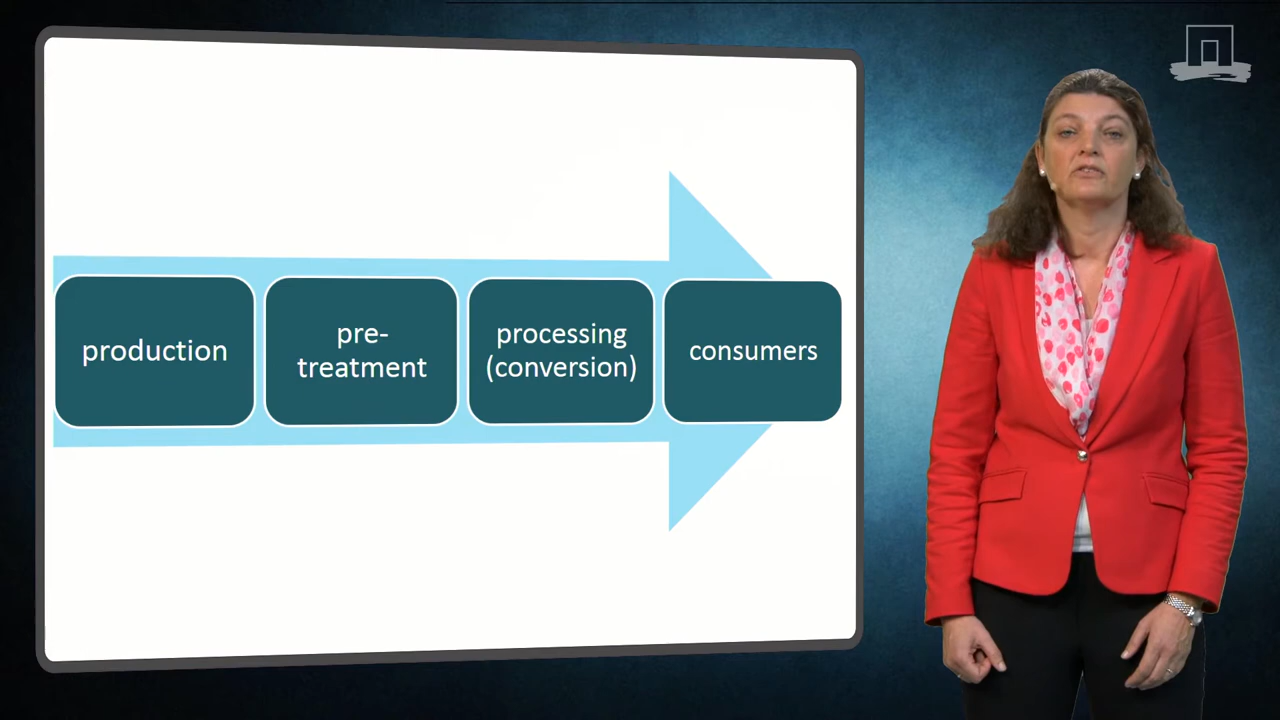 production
pre-
treatment
processing
(conversion)
consumers